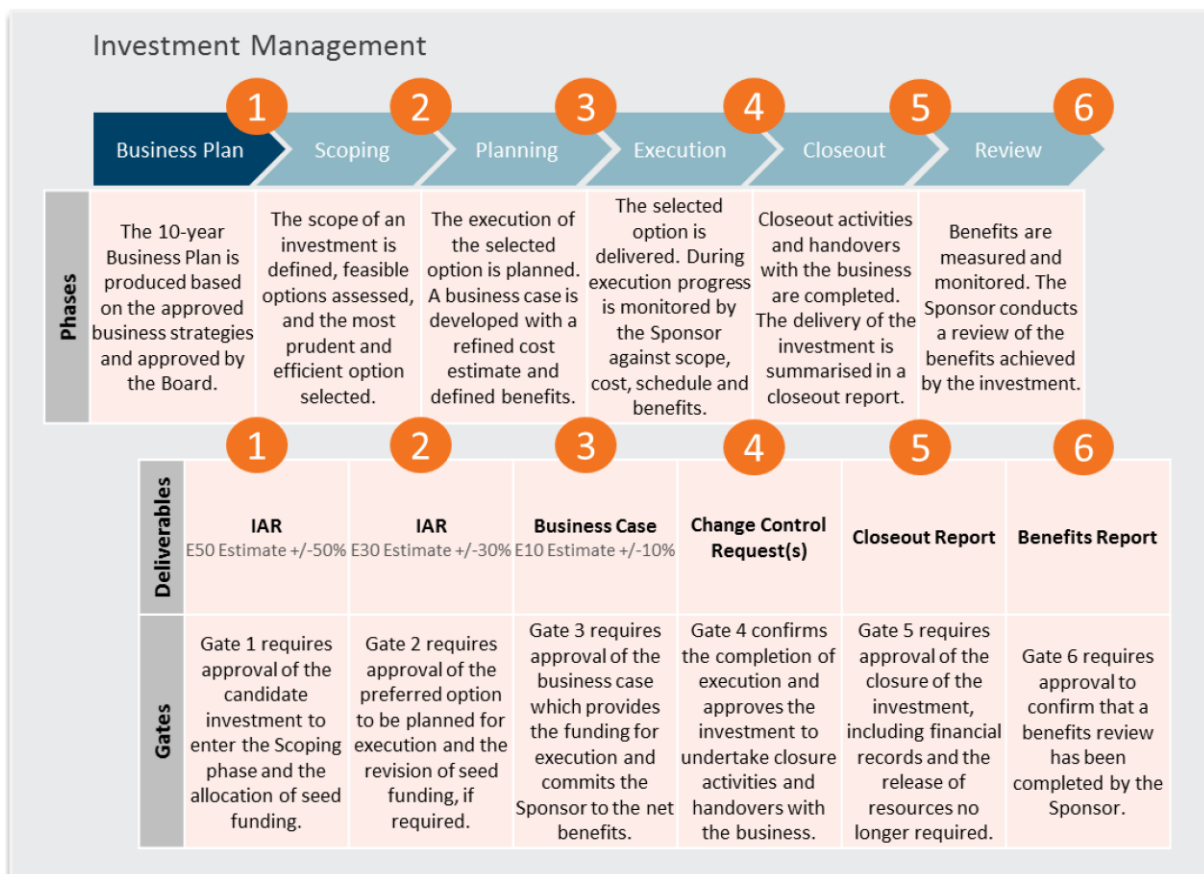 Investment Management
1
2
3
4
5
6
Business Plan
Scoping
Planning
Execution
Closeout
Review
Phases
The 10-year
Business Plan is
produced based
on the approved
business strategies
and approved by
the Board.
The scope of an
investment is
defined, feasible
options assessed,
and the most
prudent and
efficient option
selected.
The execution of
the selected
option is planned.
A business case is
developed with a
refined cost
estimate and
defined benefits.
The selected
option is
delivered. During
execution progress
is monitored by
the Sponsor
against scope,
cost, schedule and
benefits.
Closeout activities
and handovers
with the business
are completed.
The delivery of the
investment is
summarised in a
closeout report.
Benefits are
measured and
monitored. The
Sponsor conducts
a review of the
benefits achieved
by the investment.
1
2
3
4
5
6
Deliverables
IAR
E50 Estimate +/-50%
IAR
E30 Estimate +/-30%
Business Case
E10 Estimate +/-10%
Change Control
Request(s)
Closeout Report
Benefits Report
Gates
Gate 1 requires
approval of the
candidate
investment to
enter the Scoping
phase and the
allocation of seed
funding.
Gate 2 requires
approval of the
preferred option
to be planned for
execution and the
revision of seed
funding, if
required.
Gate 3 requires
approval of the
business case
which provides
the funding for
execution and
commits the
Sponsor to the net
benefits.
Gate 4 confirms
the completion of
execution and
approves the
investment to
undertake closure
activities and
handovers with
the business.
Gate 5 requires
approval of the
closure of the
investment,
including financial
records and the
release of
resources no
longer required.
Gate 6 requires
approval to
confirm that a
benefits review
has been
completed by the
Sponsor.